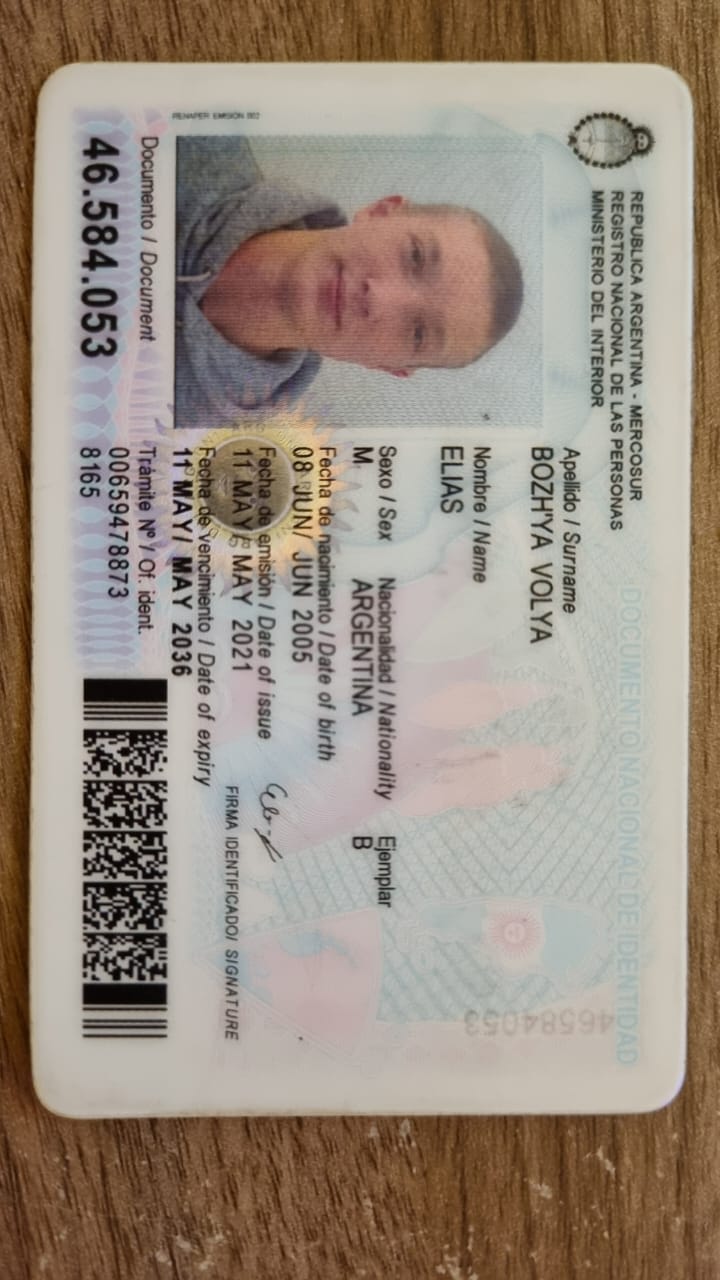 REPUBLICA ARGENTINA - MERCOSUR
REGISTRO NACIONAL DE LAS PERSONAS
MINISTERIO DEL INTERIOR
DOCUMENTO NACIONAL DE IDENTIDAD
RENAPER EMISION 002
Apellido / Surname
BOZH'YA VOLYA
Nombre / Name
ELIAS
Sexo / Sex Nacionalidad / Nationality Ejemplar
M ARGENTINA B
Fecha de nacimiento / Date of birth
08 JUN/ JUN 2005
Fecha de emisión / Date of issue
11 MAY/ MAY 2021
Fecha de vencimiento / Date of expiry
11 MAY/ MAY 2036
FIRMA IDENTIFICADO/ SIGNATURE
Documento / Document
46.584.053
Trámite Nº / Of. ident.
00659478873
8165
46584053